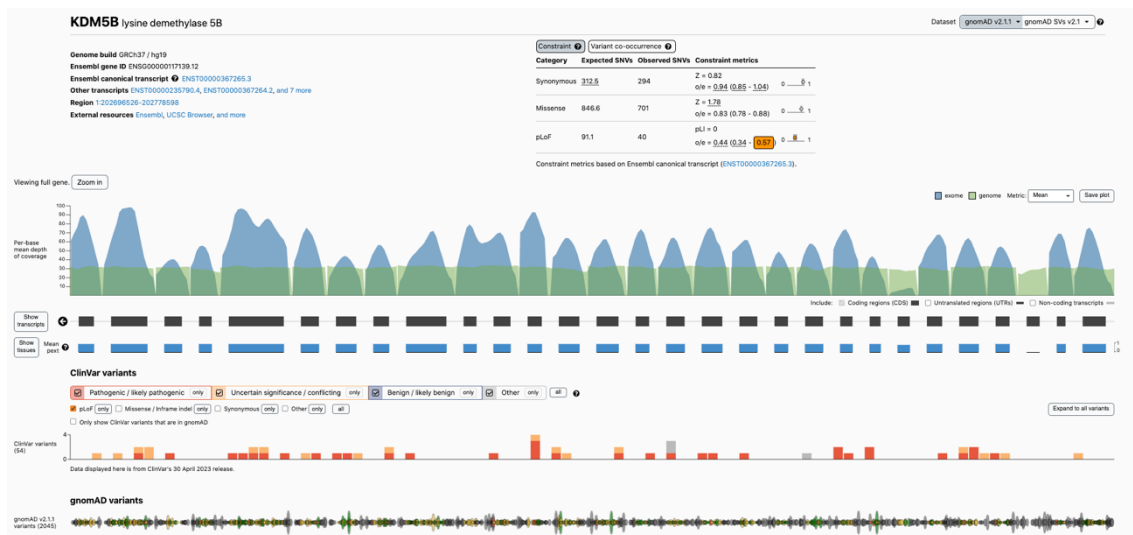 KDM5B lysine demethylase 5B
Dataset gnomAD v2.1.1 gnomAD SVs v2.1
Genome build GRCh37 / hg19
Ensembl gene ID ENSG00000117139.12
Ensembl canonical transcript ENST00000367265.3
Other transcripts ENST00000235790.4, ENST00000367264.2, and 7 more
Region 1:202696526-202778598
External resources Ensembl, UCSC Browser, and more
Constraint Variant co-occurrence
Category Expected SNVs Observed SNVs Constraint metrics
Synonymous 312.5 294 Z = 0.82
o/e = 0.94 (0.85 - 1.04) 0 1
Missense 846.6 701 Z = 1.78
o/e = 0.83 (0.78 - 0.88) 0 1
pLoF 91.1 40 pLI = 0
o/e = 0.44 (0.34 - 0.57) 0 1
Constraint metrics based on Ensembl canonical transcript (ENST00000367265.3).
Viewing full gene. Zoom in
exome genome Metric: Mean Save plot
100
90
80
70
60
50
40
30
20
10
Per-base
mean depth
of coverage
Include: Coding regions (CDS) Untranslated regions (UTRs) Non-coding transcripts
Show
transcripts
Show
tissues
Mean
pext
1
0
ClinVar variants
Pathogenic / likely pathogenic only Uncertain significance / conflicting only Benign / likely benign only Other only all
pLoF only Missense / Inframe indel only Synonymous only Other only all
Expand to all variants
Only show ClinVar variants that are in gnomAD
ClinVar variants
(54)
4
0
Data displayed here is from ClinVar's 30 April 2023 release.
gnomAD variants
gnomAD v2.1.1
variants (2045)